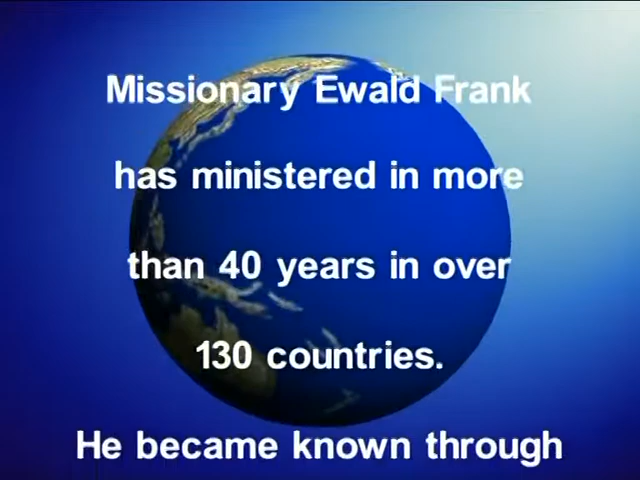 Missionary Ewald Frank
has ministered in more
than 40 years in over
130 countries.
He became known through